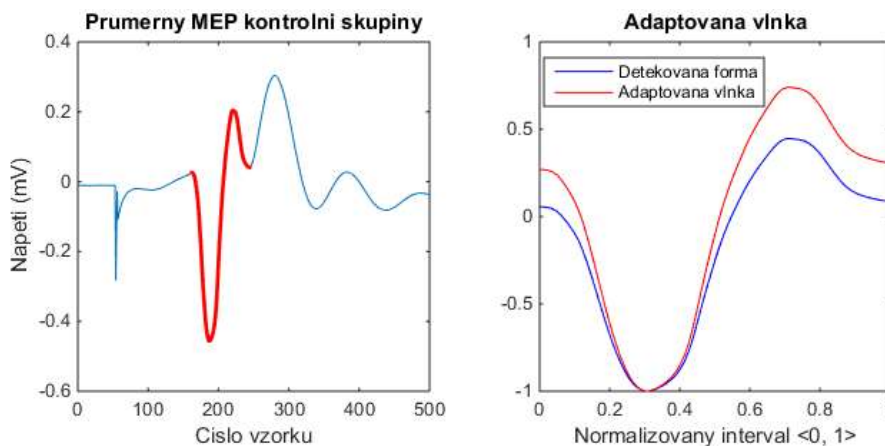 Prumerny MEP kontrolni skupiny
Napeti (mV)
0.4
0.2
0
-0.2
-0.4
-0.6
0 100 200 300 400 500
Cislo vzorku
Adaptovana vlnka
Detekovana forma
Adaptovana vlnka
1
0.5
0
-0.5
-1
0 0.2 0.4 0.6 0.8
Normalizovany interval <0, 1>